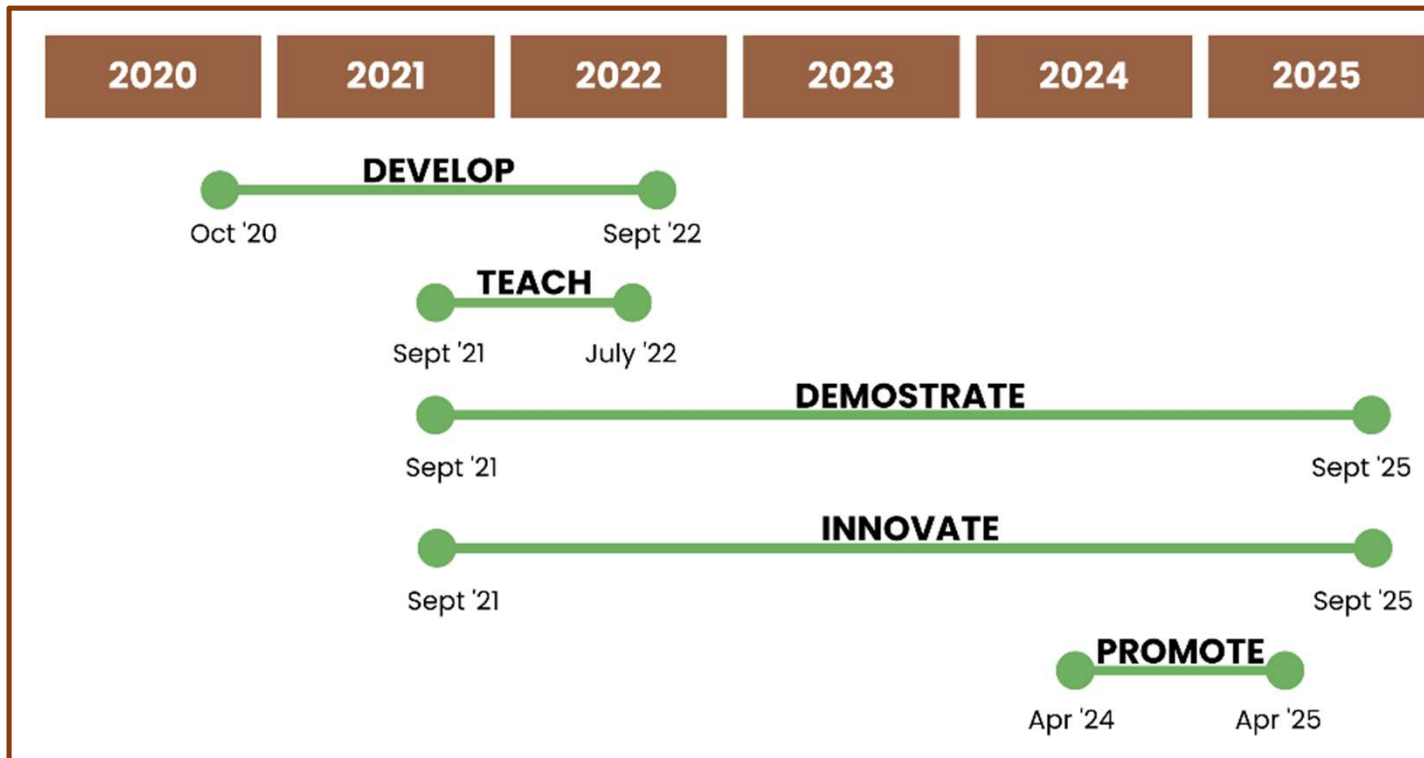 2020 2021 2022 2023 2024 2025
DEVELOP
Oct '20 Sept '22
TEACH
Sept '21 July '22
DEMOSTRATE
Sept '21 Sept '25
INNOVATE
Sept '21 Sept '25
PROMOTE
Apr '24 Apr '25